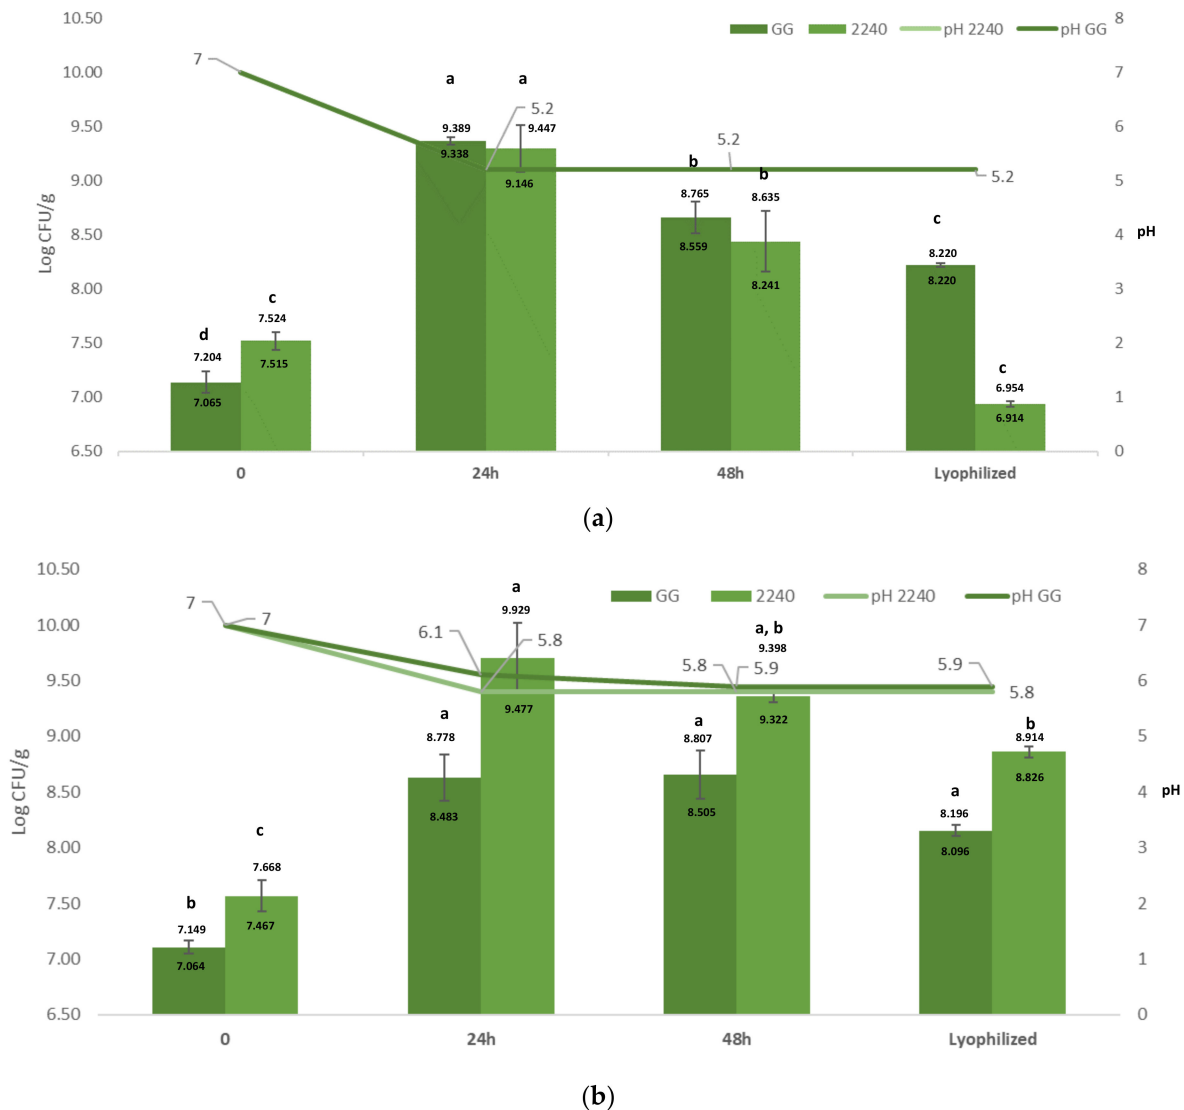 10.50 8
GG 2240 pH 2240 pH GG
7 10.00 a a 7
5.2
9.50 9.389 9.447 6
9.338 5.2
9.00 9.146 b b 5.2 5
8.765 8.635
8.50 c 4
Log CFU/g 8.559 8.220 pH
8.241 8.220
8.00 c 3
d 7.524
7.50 7.204 7.515 2
c
7.00 7.065 6.954 1
6.914
6.50 0
0 24h 48h Lyophilized
(a)
10.50 8
a GG 2240 pH 2240 pH GG
7 7 9.929 a, b
10.00 6.1 5.8 9.398 7
5.8 5.9 5.9
9.50 9.477 5.8 6
a 9.322 a b
9.00 8.778 8.807 8.914 5
8.826
8.50 8.483 8.505 a 4
Log CFU/g pH
c 8.196
8.00 8.096 3
7.668
7.50 b 7.467 2
7.149
7.00 7.064 1
6.50 0
0 24h 48h Lyophilized
(b)